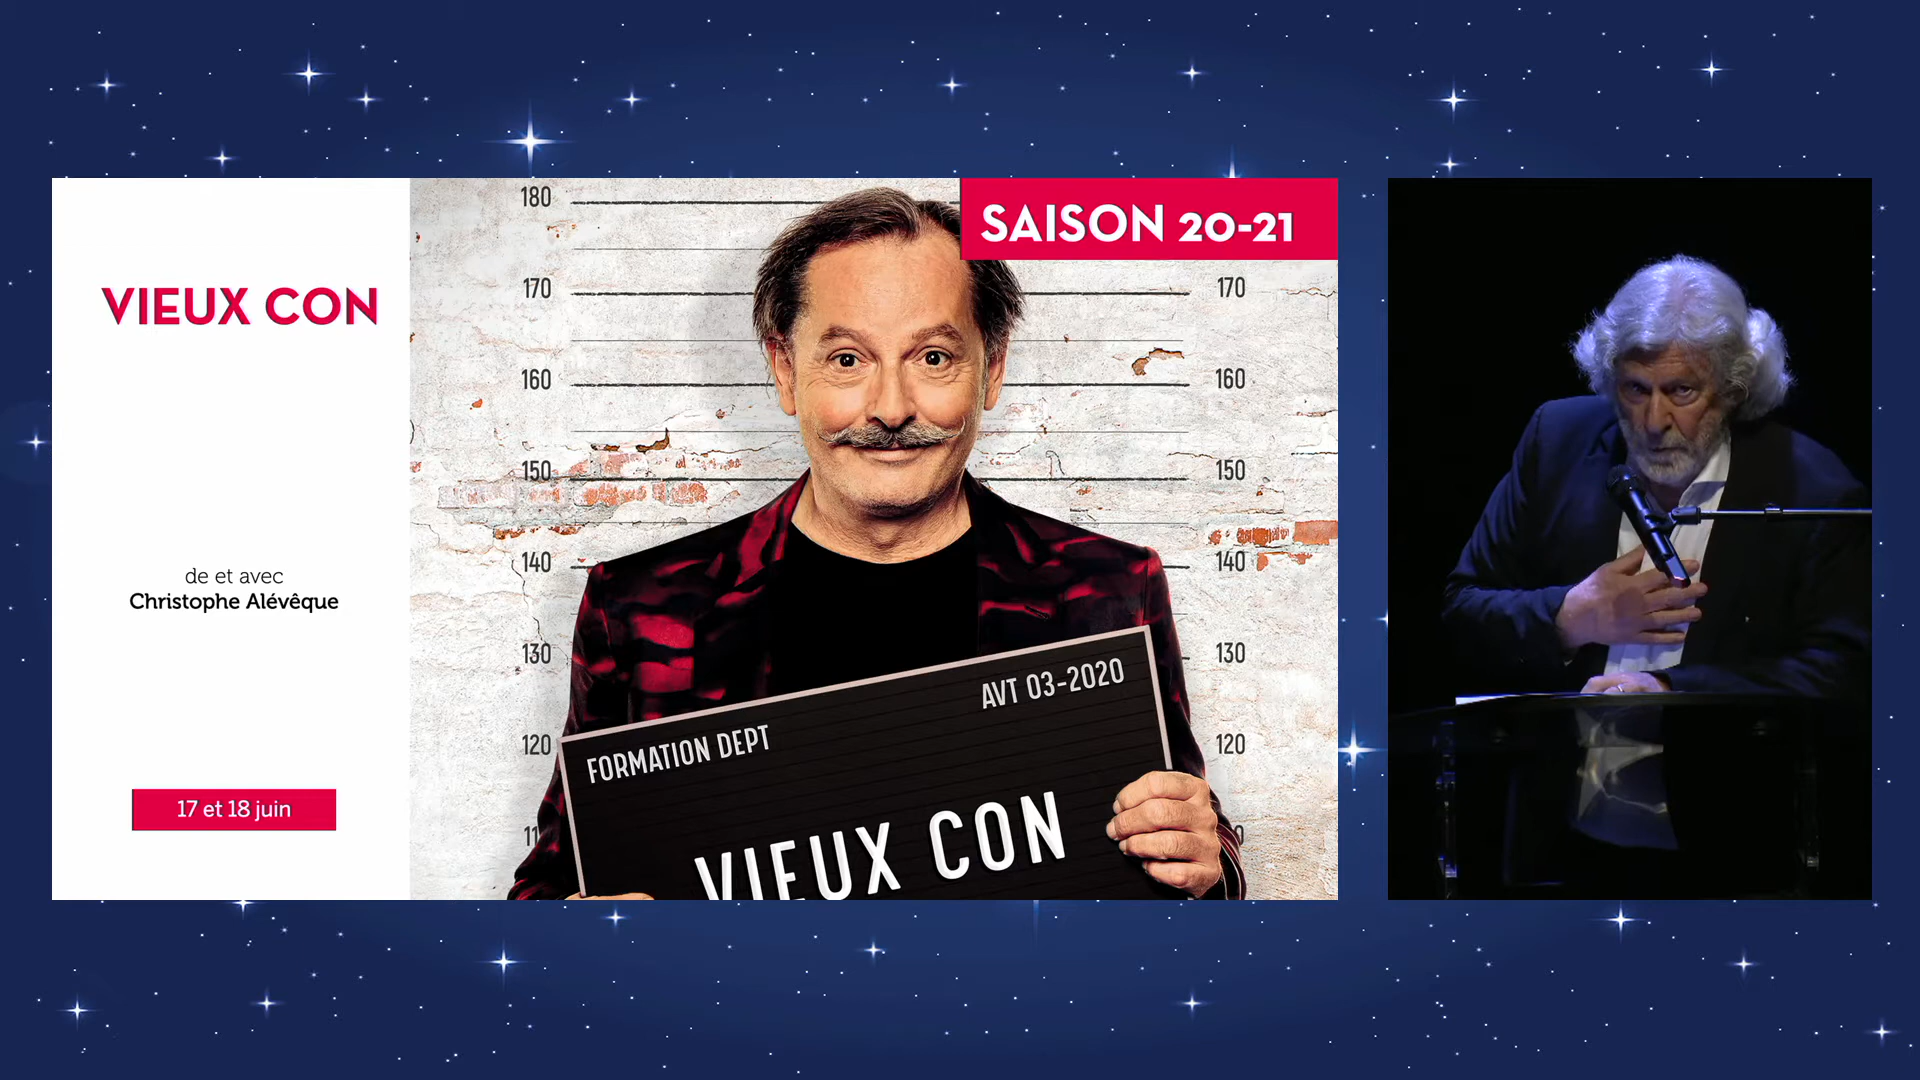 VIEUX CON
de et avec
Christophe Alévêque
17 et 18 juin
SAISON 20-21
180
170
160
150
140
130
120
11
170
160
150
140
130
120
FORMATION DEPT
AVT 03-2020
VIEUX CON